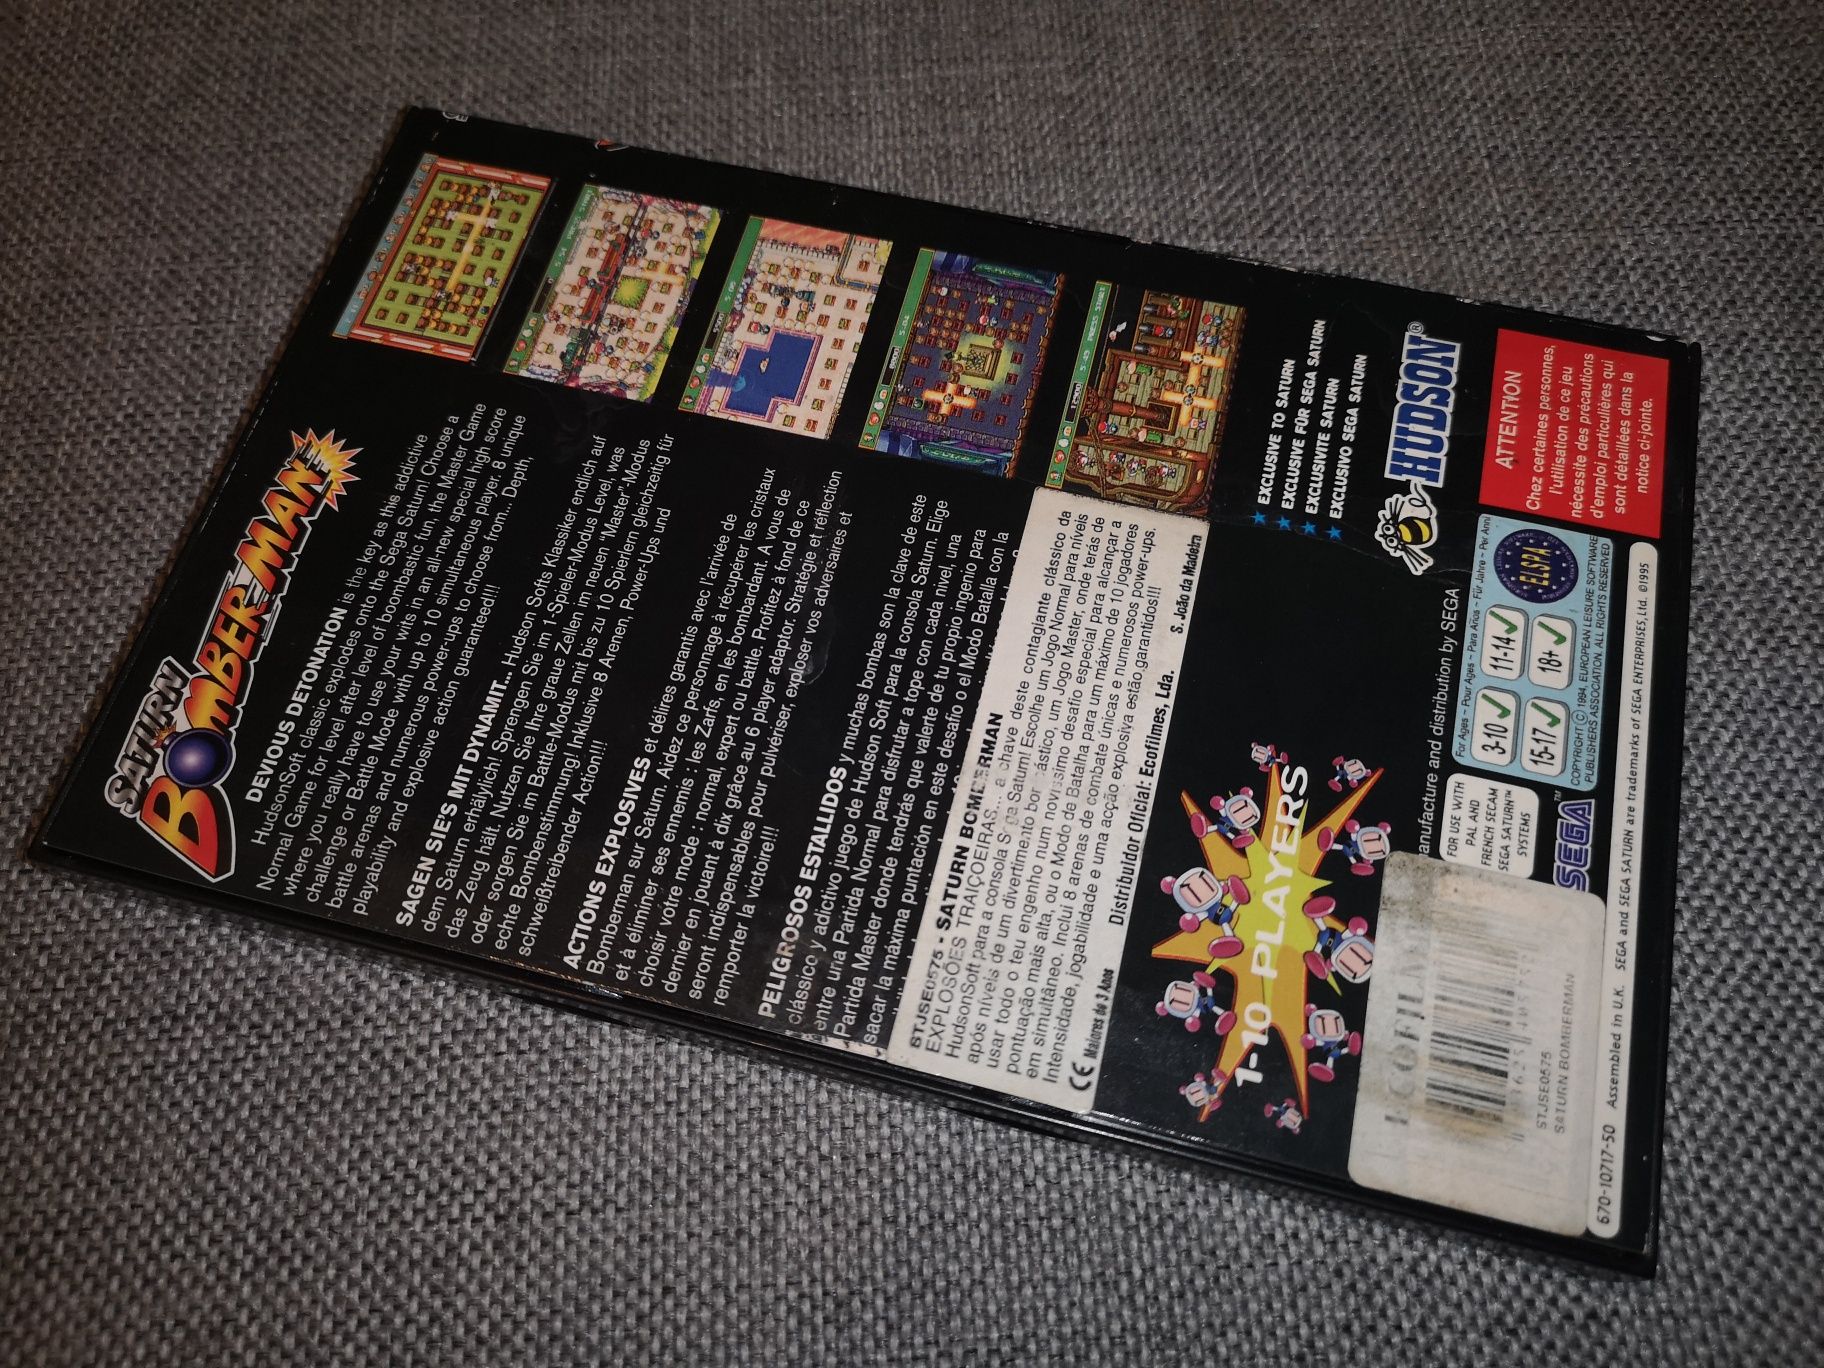 SATURN
BOMBERMAN
DEVIOUS DETONATION is the key as this addictive
HudsonSoft classic explodes onto the Sega Saturn! Choose a
Normal Game for level after level of boombastic fun, the Master Game
where you really have to use your wits in an all-new special high score
challenge or Battle Mode with up to 10 simultaneous player. 8 unique
battle arenas and numerous power-ups to choose from... Depth,
playability and explosive action guaranteed!!!
SAGEN SIE'S MIT DYNAMIT... Hudson Softs Klassiker endlich auf
dem Saturn erhälylich! Sprengen Sie im 1-Spieler-Modus Level, was
das Zeug hält. Nutzen Sie Ihre graue Zellen im neuen "Master"-Modus
oder sorgen Sie im Battle-Modus mit bis zu 10 Spielern gleichzeitig für
echte Bombenstimmung! Inklusive 8 Arenen, Power-Ups und
schweißtreibender Action!!!
ACTIONS EXPLOSIVES et délires garantis avec l'arrivée de
Bomberman sur Saturn. Aidez ce personnage à récupérer les cristaux
et à éliminer ses ennemis : les Zarfs, en les bombardant. A vous de
choisir votre mode : normal, expert ou battle. Profitez à fond de ce
dernier en jouant à dix grâce au 6 player adaptor. Stratégie et réflection
seront indispensables pour pulvériser, exploser vos adversaires et
remporter la victoire!!!
PELIGROSOS ESTALLIDOS y muchas bombas son la clave de este
clássico y adictivo juego de Hudson Soft para la consola Saturn. Elige
entre una Partida Normal para disfrutar a tope con cada nivel, una
Partida Master donde tendrás que valerte de tu propio ingenio para
sacar la máxima puntación en este desafío o el Modo Batalla con la
STJSE0575 - SATURN BOMBERMAN
EXPLOSÕES TRAIÇOEIRAS... a chave deste contagiante clássico da
HudsonSoft para a consola Sega Saturn! Escolhe um Jogo Normal para níveis
após níveis de um divertimento bombástico, um Jogo Master, onde terás de
usar todo o teu engenho num novíssimo desafio especial para alcançar a
pontuação mais alta, ou o Modo de Batalha para um máximo de 10 jogadores
em simultâneo. Inclui 8 arenas de combate únicas e numerosos power-ups.
Intensidade, jogabilidade e uma acção explosiva estão garantidos!!!
CE Maiores de 3 Anos
Distribuidor Official: Ecofilmes, Lda.
S. João da Madeira
1-10 PLAYERS
EXCLUSIVE TO SATURN
EXCLUSIVE FÜR SEGA SATURN
EXCLUSIVITE SATURN
EXCLUSIVO SEGA SATURN
HUDSON®
ATTENTION
Chez certaines personnes,
l'utilisation de ce jeu
nécessite des précautions
d'emploi particulières qui
sont détaillées dans la
notice ci-jointe.
anufacture and distribution by SEGA
FOR USE WITH
PAL AND
FRENCH SECAM
SEGA SATURN™
SYSTEMS
For Ages - Pour Ages - Para Años - Für Jahre - Per Anni
3-10
11-14
15-17
18+
ELSPA
COPYRIGHT © 1994, EUROPEAN LEISURE SOFTWARE
PUBLISHERS ASSOCIATION. ALL RIGHTS RESERVED
SEGA™
ECOFILMES
STJSE0575
SATURN BOMBERMAN
670-10717-50 Assembled in U.K. SEGA and SEGA SATURN are trademarks of SEGA ENTERPRISES, Ltd. ©1995